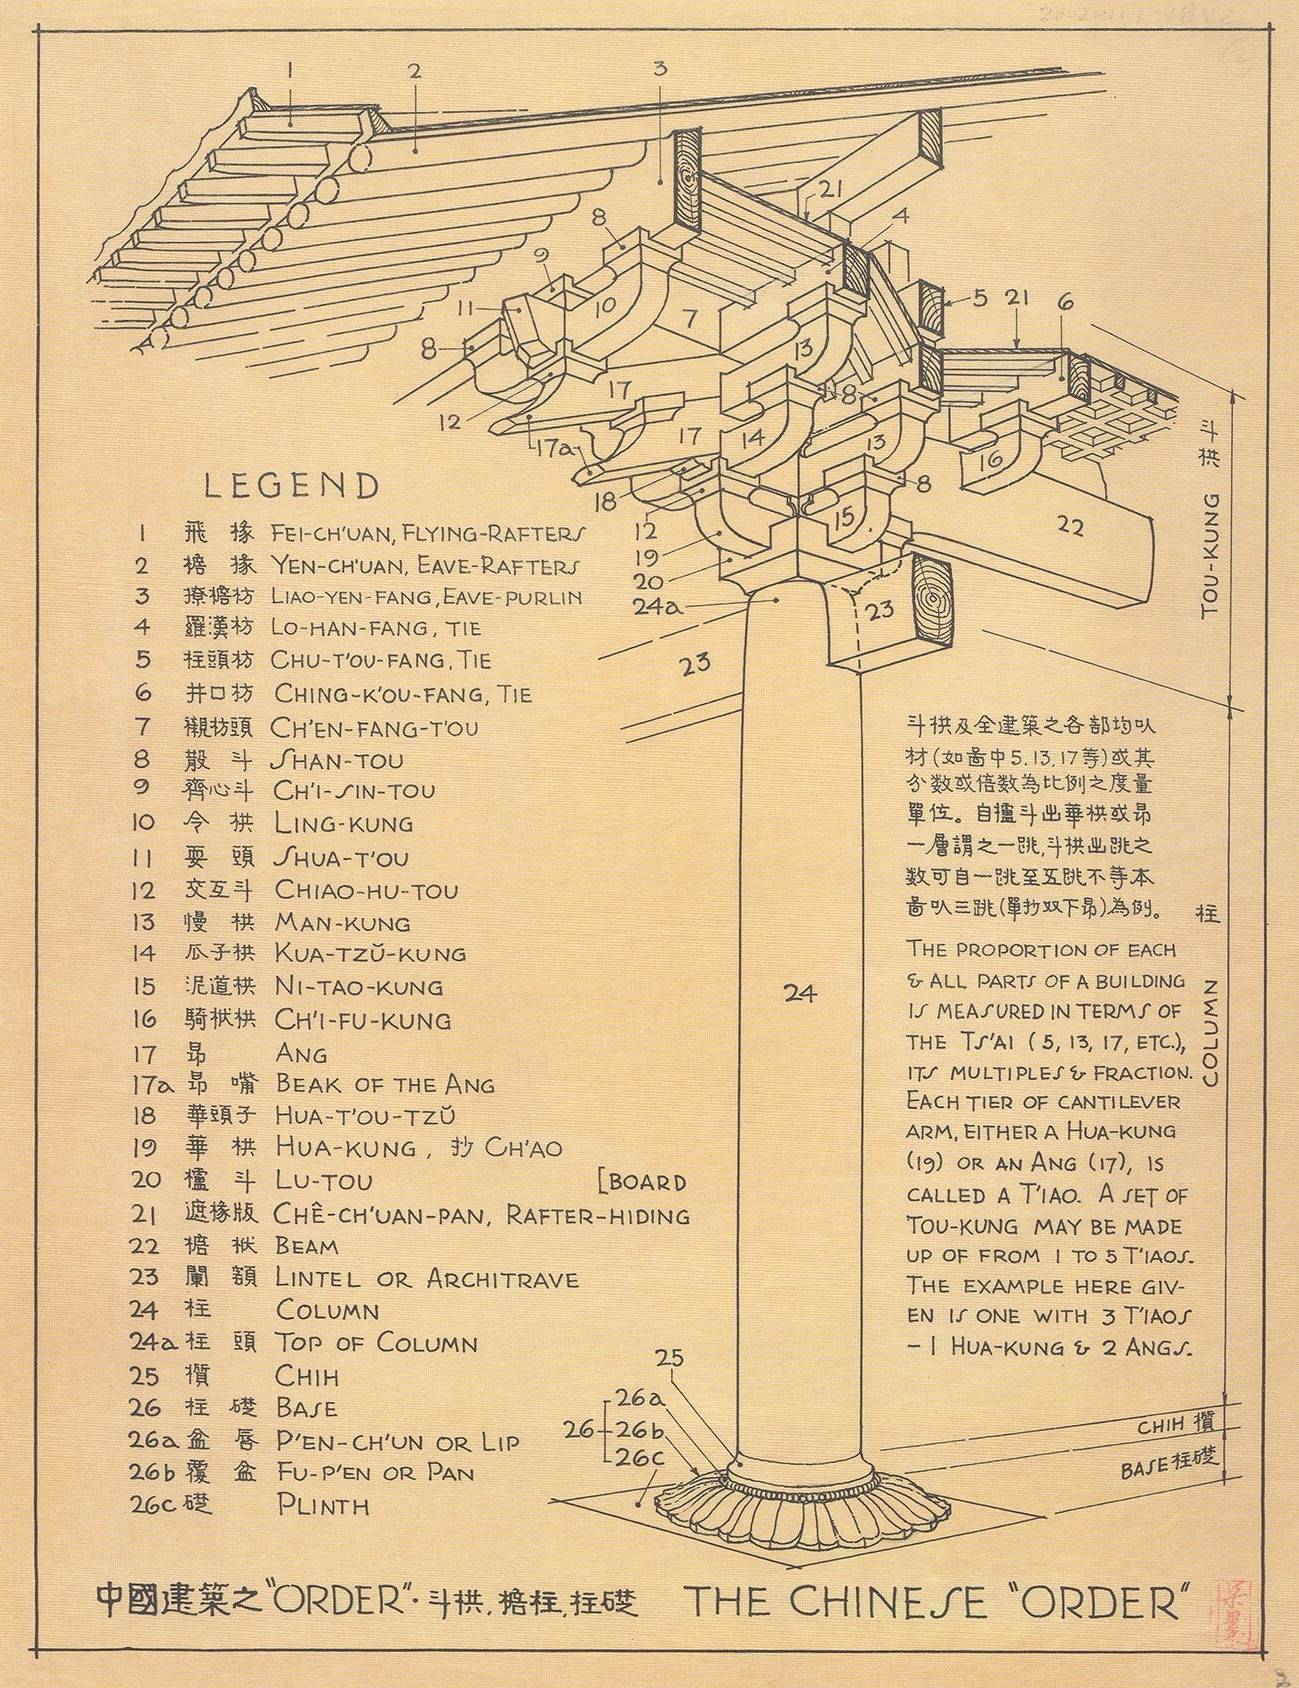 1
2
3
21
8
4
9
10
11
7
5
21
6
13
8
8
17
12
14
17
13
16
17a
18
8
12
15
22
19
20
24a
23
23
斗栱
TOU-KUNG
LEGEND
1 飛椽 FEI-CH'UAN, FLYING-RAFTERS
2 檐椽 YEN-CH'UAN, EAVE-RAFTERS
3 撩檐枋 LIAO-YEN-FANG, EAVE-PURLIN
4 羅漢枋 LO-HAN-FANG, TIE
5 柱頭枋 CHU-T'OU-FANG, TIE
6 井口枋 CHING-K'OU-FANG, TIE
7 襯枋頭 CH'EN-FANG-T'OU
8 散斗 SHAN-TOU
9 齊心斗 CH'I-SIN-TOU
10 令栱 LING-KUNG
11 耍頭 SHUA-T'OU
12 交互斗 CHIAO-HU-TOU
13 慢栱 MAN-KUNG
14 瓜子栱 KUA-TZŬ-KUNG
15 泥道栱 NI-TAO-KUNG
16 騎栿栱 CH'I-FU-KUNG
17 昻 ANG
17a 昻嘴 BEAK OF THE ANG
18 華頭子 HUA-T'OU-TZŬ
19 華栱 HUA-KUNG, 抄 CH'AO
20 櫨斗 LU-TOU
21 遮椽版 CHÊ-CH'UAN-PAN, RAFTER-HIDING [BOARD
22 檐栿 BEAM
23 闌額 LINTEL OR ARCHITRAVE
24 柱 COLUMN
24a 柱頭 TOP OF COLUMN
25 櫍 CHIH
26 柱礎 BASE
26a 盆唇 P'EN-CH'UN OR LIP
26b 覆盆 FU-P'EN OR PAN
26c 礎 PLINTH
24
斗栱及全建築之各部均以
材(如啚中5.13.17等)或其
分数或倍数為比例之度量
單位。自櫨斗出華栱或昻
一層謂之一跳,斗栱出跳之
数可自一跳至五跳不等本
啚以三跳(單抄双下昻)為例。
THE PROPORTION OF EACH
& ALL PARTS OF A BUILDING
IS MEASURED IN TERMS OF
THE TS'AI (5, 13, 17, ETC.),
ITS MULTIPLES & FRACTION.
EACH TIER OF CANTILEVER
ARM, EITHER A HUA-KUNG
(19) OR AN ANG (17), IS
CALLED A T'IAO. A SET OF
TOU-KUNG MAY BE MADE
UP OF FROM 1 TO 5 T'IAOS.
THE EXAMPLE HERE GIV-
EN IS ONE WITH 3 T'IAOS
- 1 HUA-KUNG & 2 ANGS.
柱
COLUMN
25
26a
26 26b
26c
CHIH 櫍
BASE 柱礎
中國建築之"ORDER"·斗栱, 檐柱, 柱礎 THE CHINESE "ORDER"